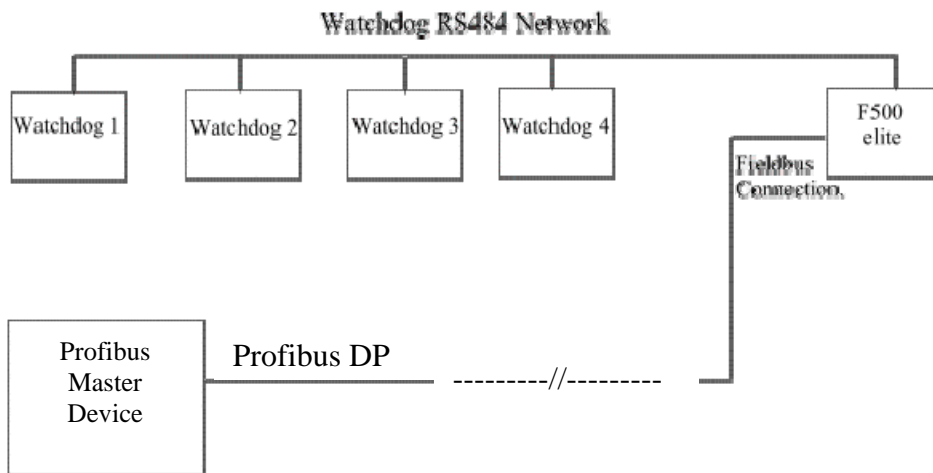 Watchdog RS484 Network
Watchdog 1
Watchdog 2
Watchdog 3
Watchdog 4
F500
elite
Fieldbus
Connection.
Profibus
Master
Device
Profibus DP
---------//---------